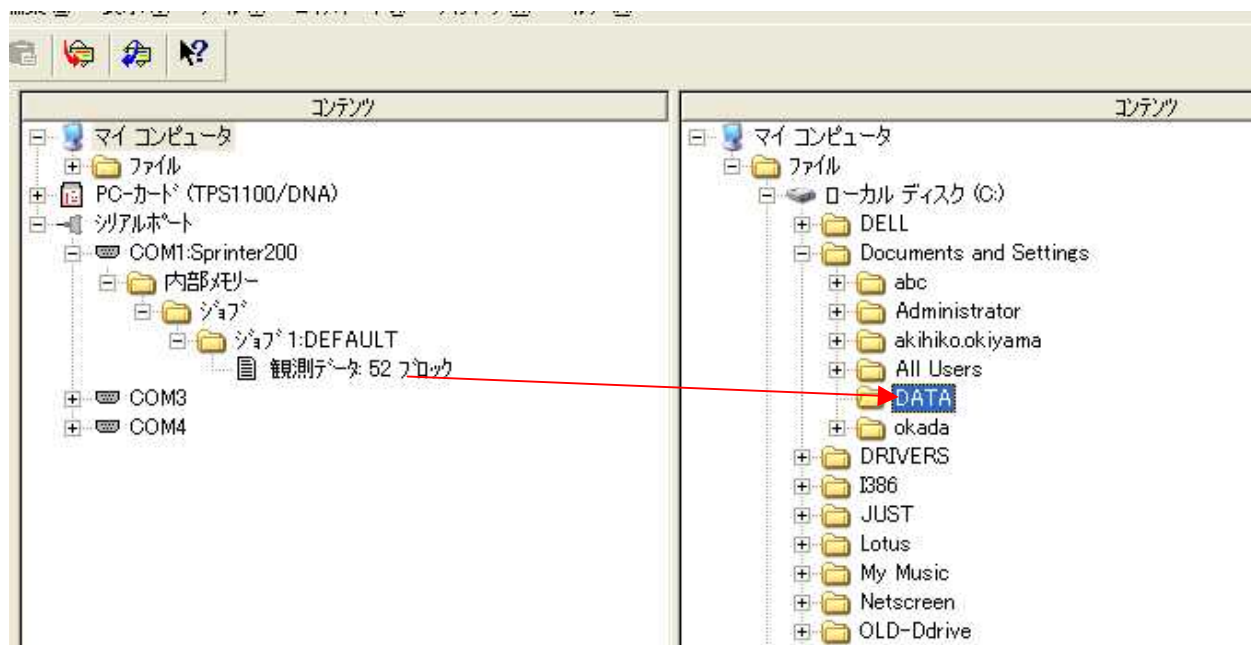 コンテンツ
マイ コンピュータ
ファイル
PC-カード (TPS1100/DNA)
シリアルポート
COM1:Sprinter200
内部メモリー
ジョブ
ジョブ 1:DEFAULT
観測データ: 52 ブロック
COM3
COM4
コンテンツ
マイ コンピュータ
ファイル
ローカル ディスク (C:)
DELL
Documents and Settings
abc
Administrator
akihiko.okiyama
All Users
DATA
okada
DRIVERS
I386
JUST
Lotus
My Music
Netscreen
OLD-Ddrive